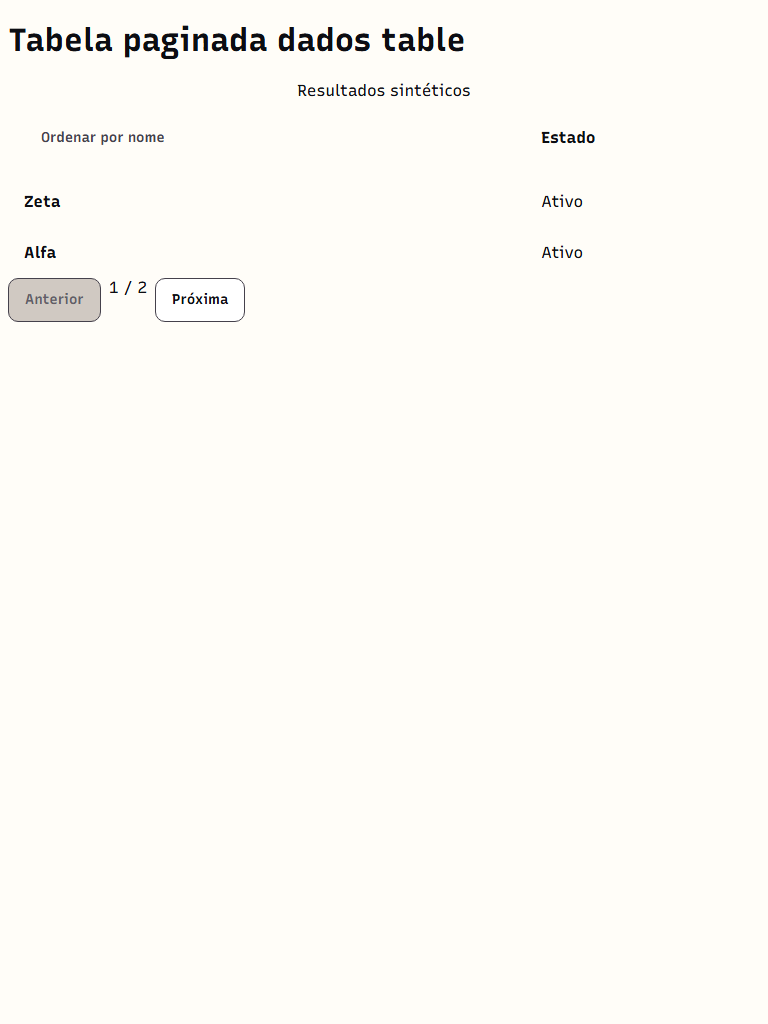 Tabela paginada dados table
Resultados sintéticos
Ordenar por nome Estado
Zeta Ativo
Alfa Ativo
Anterior 1 / 2 Próxima